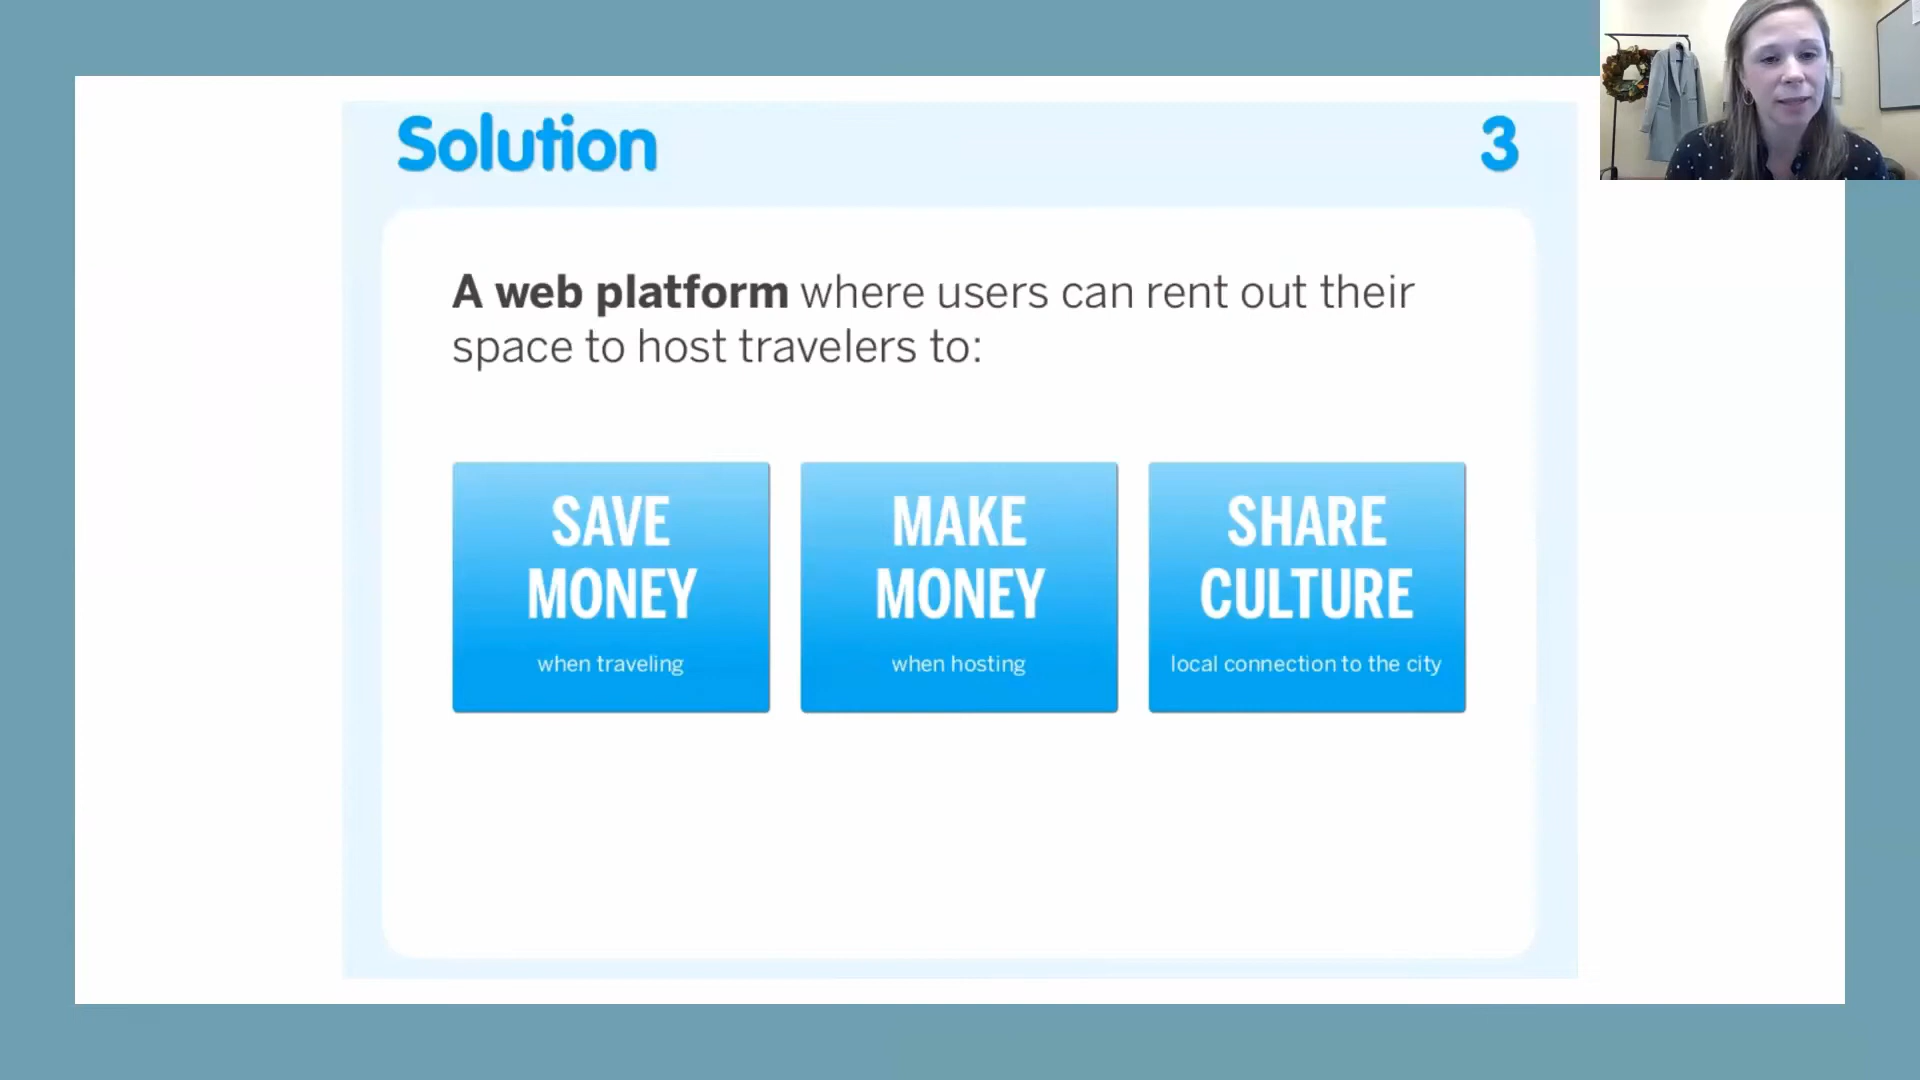 Solution
3
A web platform where users can rent out their
space to host travelers to:
SAVE
MONEY
when traveling
MAKE
MONEY
when hosting
SHARE
CULTURE
local connection to the city